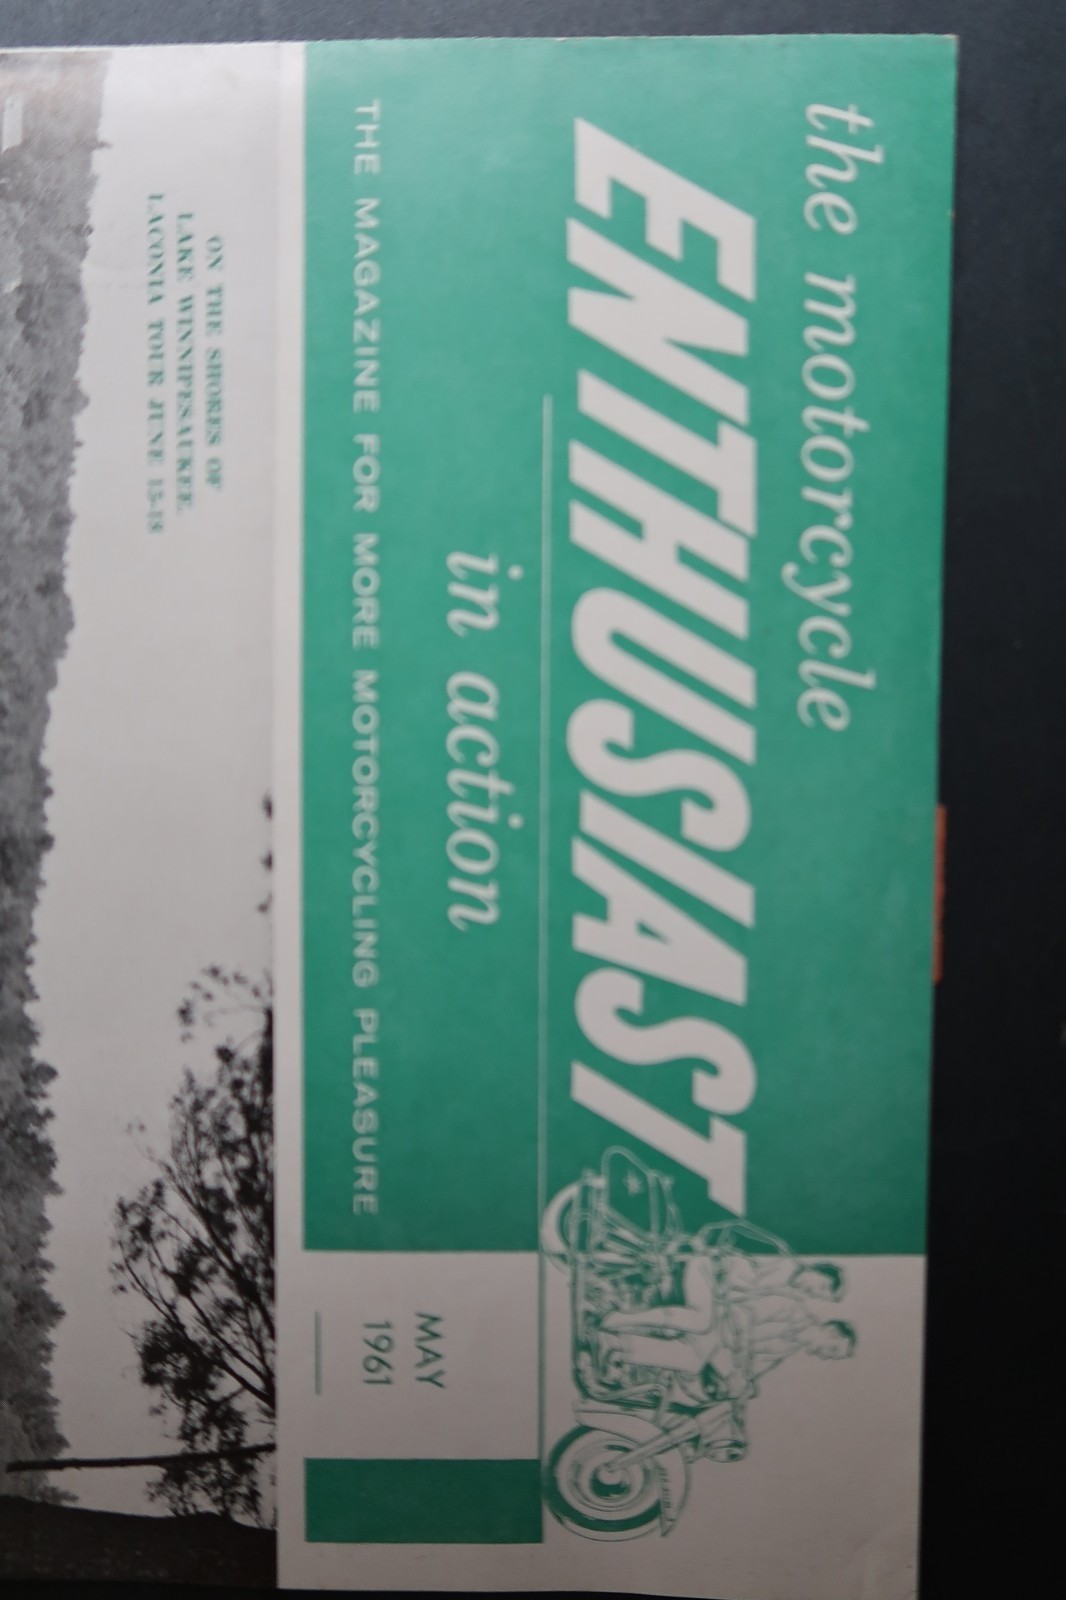 the motorcycle
ENTHUSIAST
in action
THE MAGAZINE FOR MORE MOTORCYCLING PLEASURE
MAY
1961
ON THE SHORES OF
LAKE WINNIPESAUKEE.
LACONIA TOUR JUNE 15-18